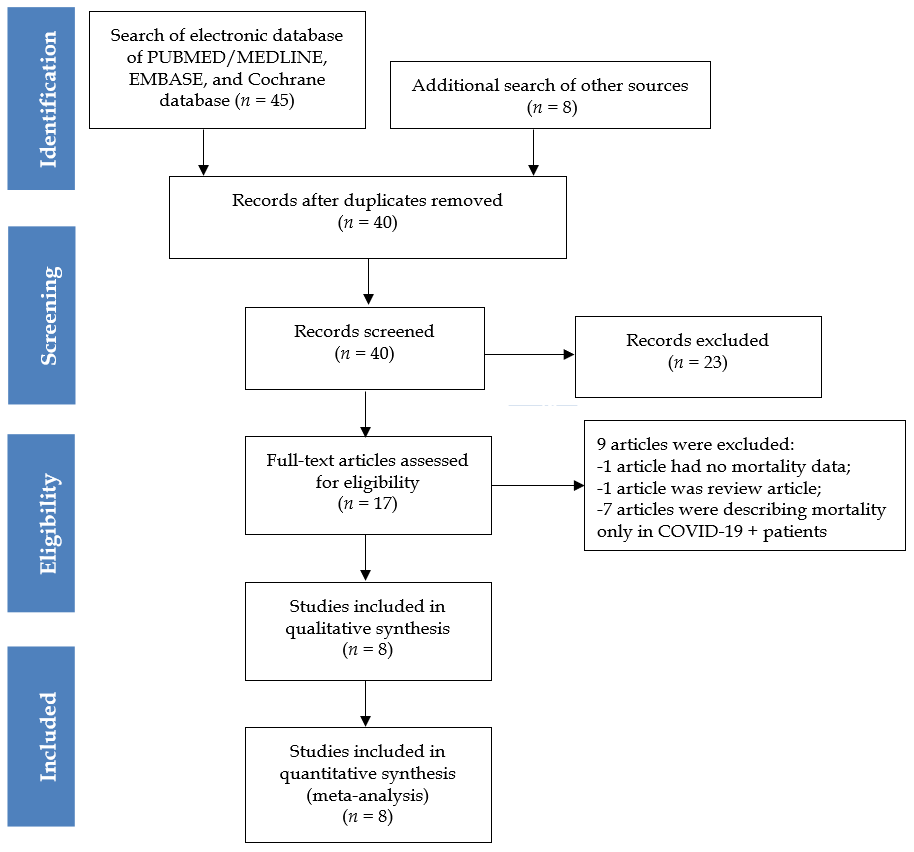 Identification
Search of electronic database
of PUBMED/MEDLINE,
EMBASE, and Cochrane
database (n = 45)
Additional search of other sources
(n = 8)
Records after duplicates removed
(n = 40)
Screening
Records screened
(n = 40)
Records excluded
(n = 23)
Eligibility
Full-text articles assessed
for eligibility
(n = 17)
9 articles were excluded:
-1 article had no mortality data;
-1 article was review article;
-7 articles were describing mortality
only in COVID-19 + patients
Studies included in
qualitative synthesis
(n = 8)
Included
Studies included in
quantitative synthesis
(meta-analysis)
(n = 8)